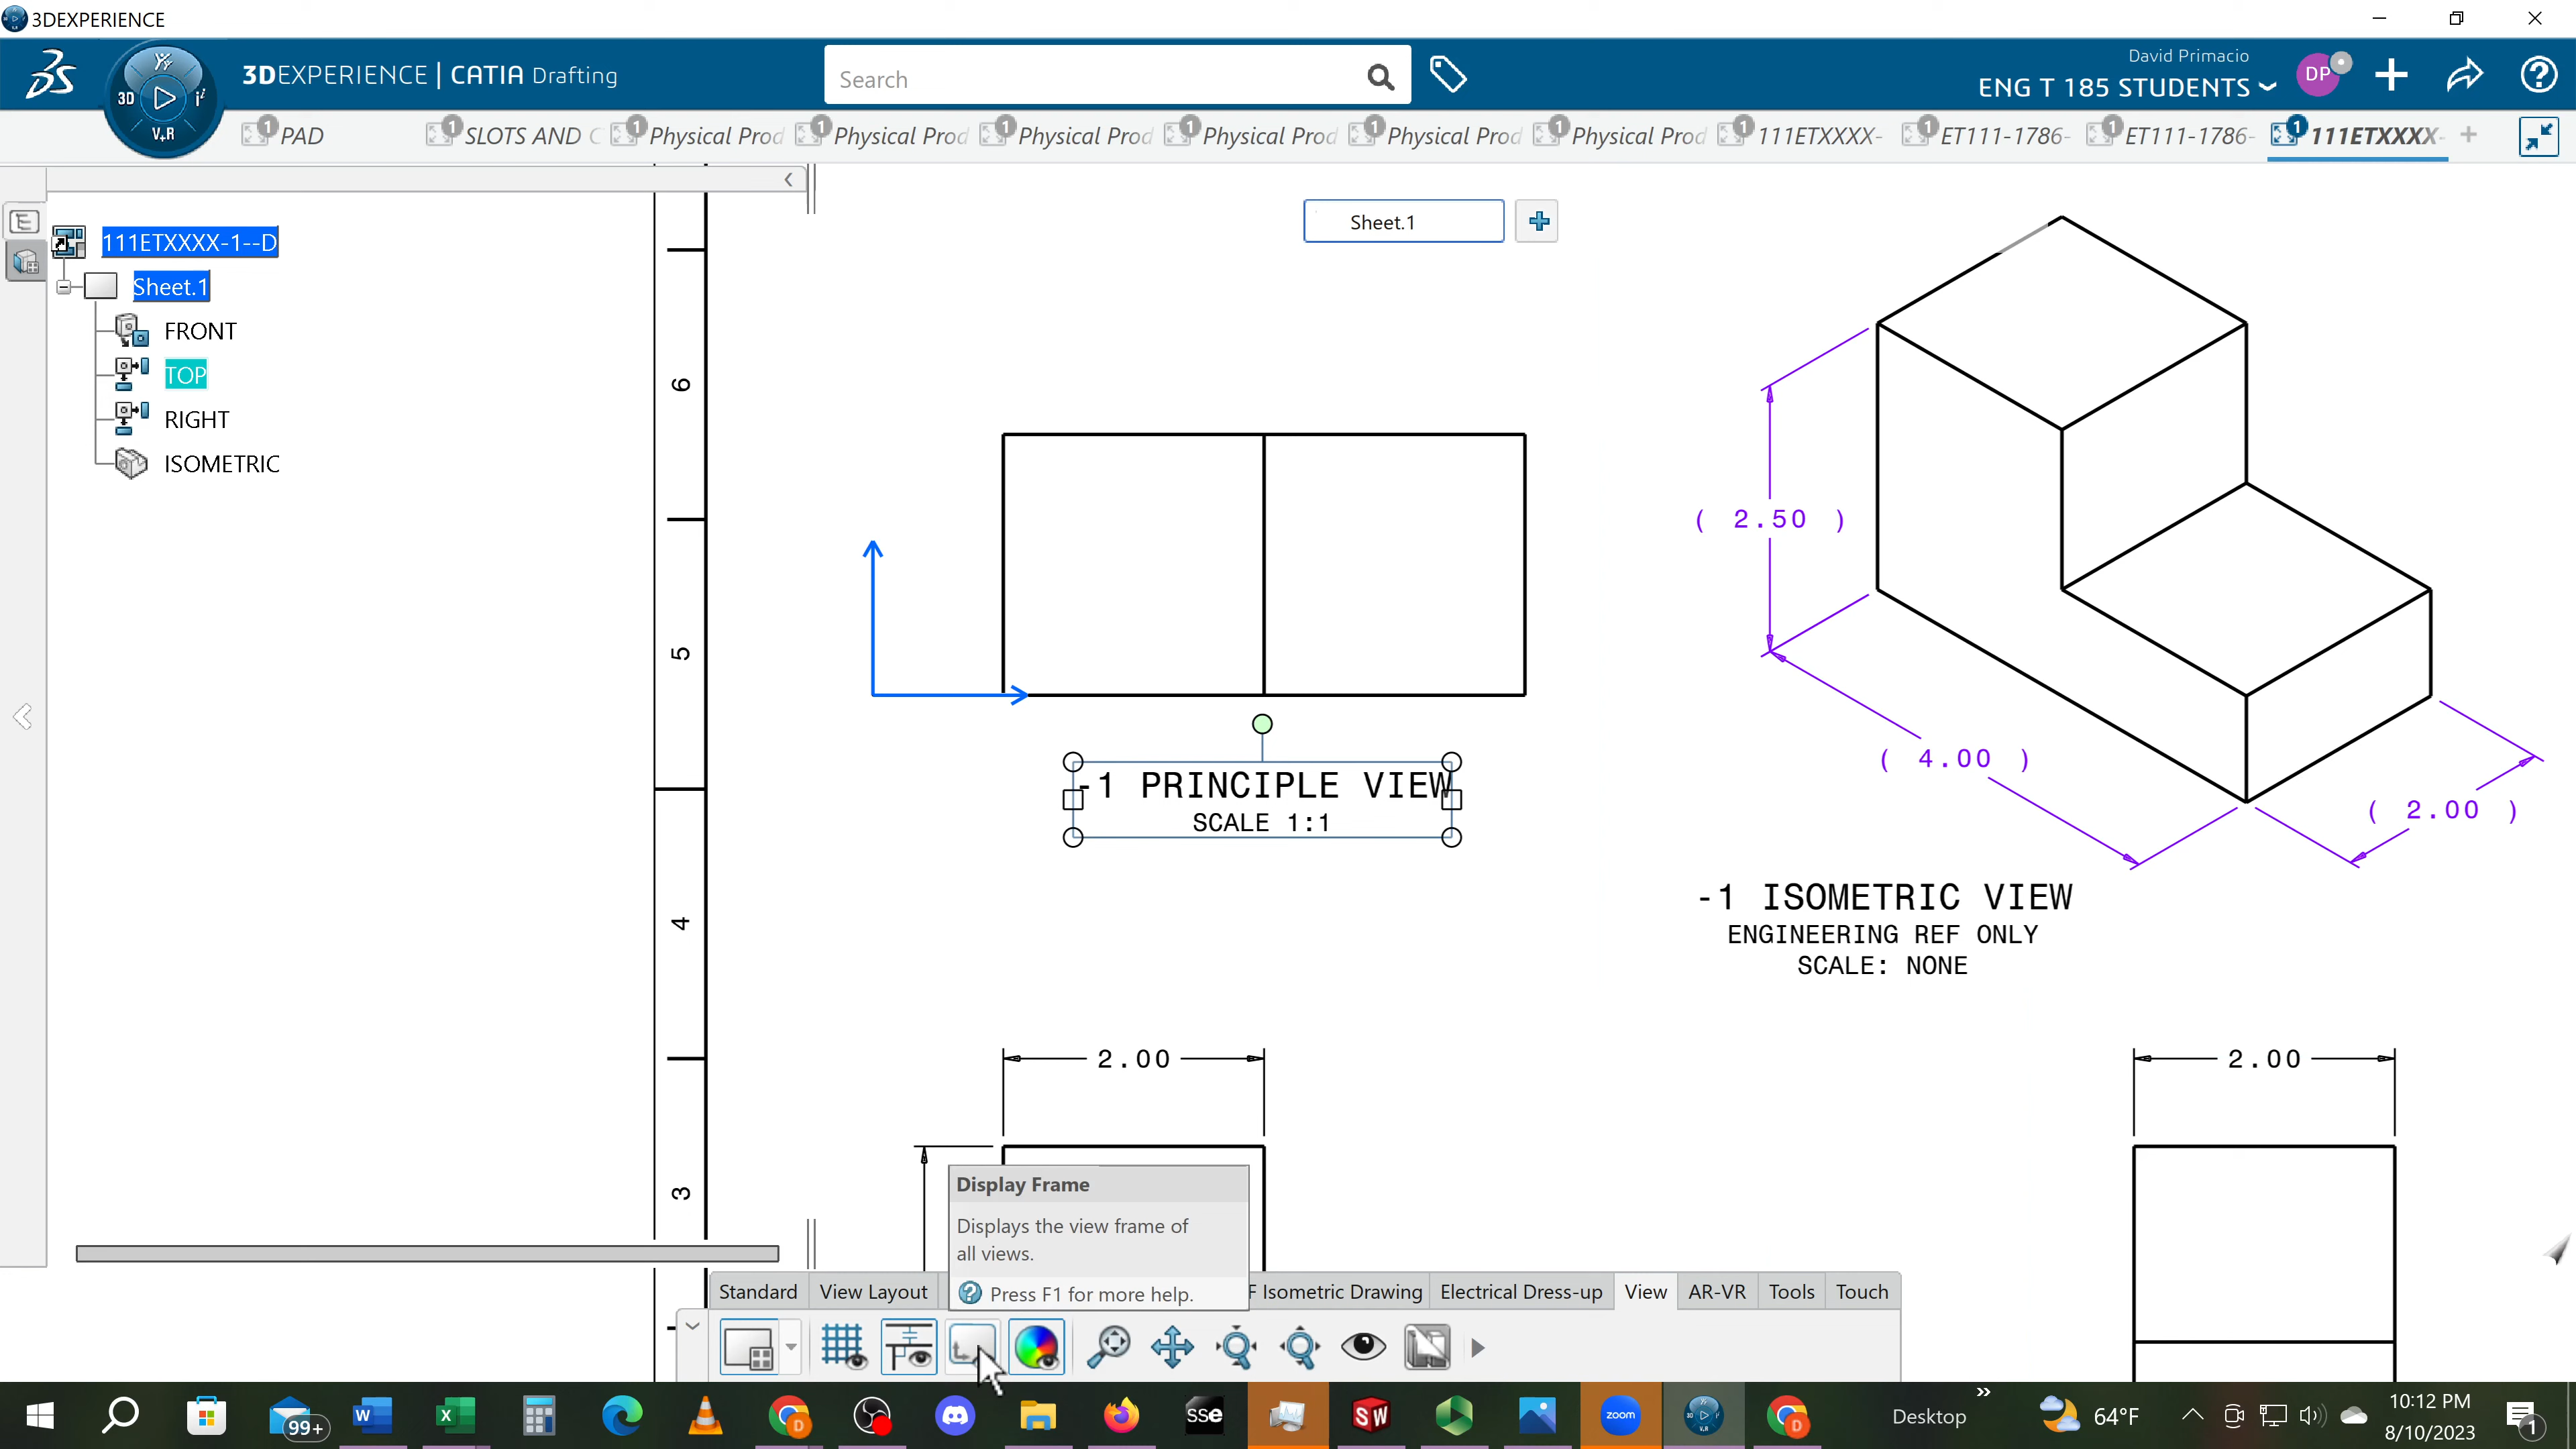 3DEXPERIENCE
3DEXPERIENCE | CATIA Drafting
Search
David Primacio
ENG T 185 STUDENTS
DP
3D
V+R
PAD
SLOTS AND C
Physical Prod
Physical Prod
Physical Prod
Physical Prod
Physical Prod
Physical Prod
111ETXXXX-
ET111-1786-
ET111-1786-
111ETXXXX-
Sheet.1
111ETXXXX-1--D
Sheet.1
FRONT
TOP
RIGHT
ISOMETRIC
6
5
4
3
-1 PRINCIPLE VIEW
SCALE 1:1
( 2.50 )
( 4.00 )
( 2.00 )
-1 ISOMETRIC VIEW
ENGINEERING REF ONLY
SCALE: NONE
2.00
2.00
Display Frame
Displays the view frame of
all views.
Press F1 for more help.
Standard
View Layout
F Isometric Drawing
Electrical Dress-up
View
AR-VR
Tools
Touch
99+
sse
SW
zoom
Desktop
64°F
10:12 PM
8/10/2023
1